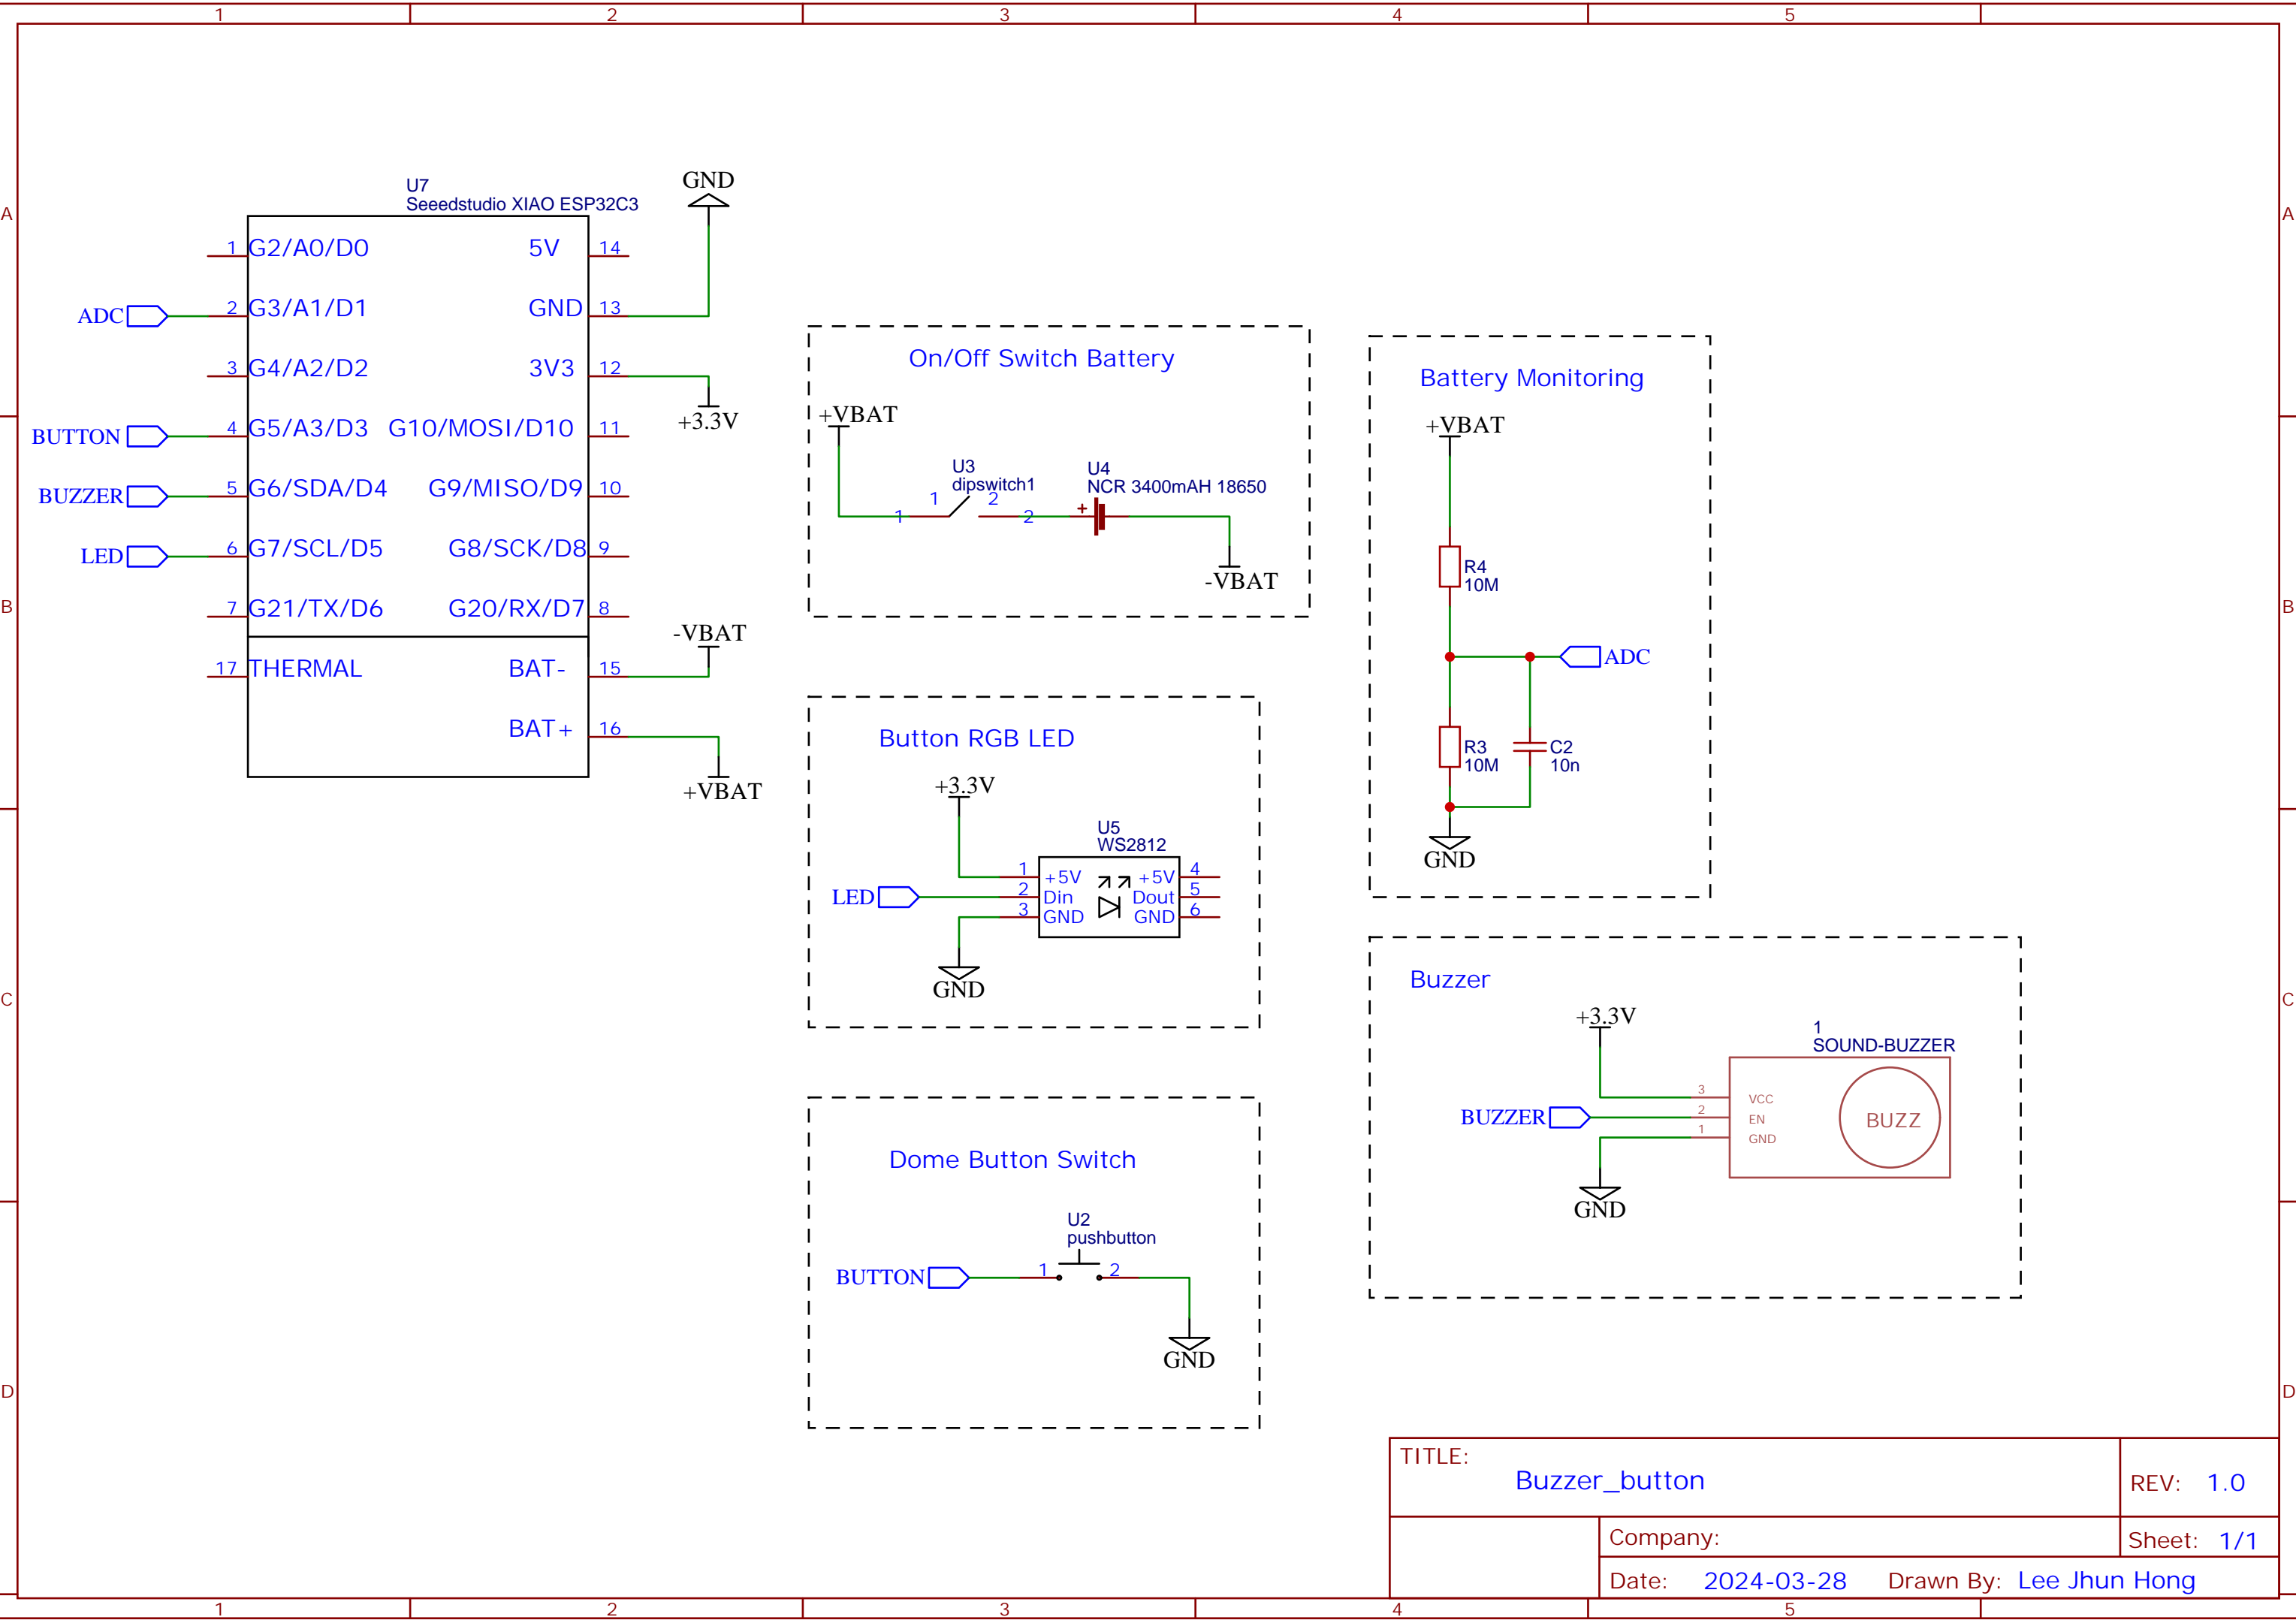 1 2 3 4 5
A A
B B
C C
D D
1 2 3 4 5
U7
Seeedstudio XIAO ESP32C3
1 G2/A0/D0 5V 14
ADC 2 G3/A1/D1 GND 13
3 G4/A2/D2 3V3 12
BUTTON 4 G5/A3/D3 G10/MOSI/D10 11
BUZZER 5 G6/SDA/D4 G9/MISO/D9 10
LED 6 G7/SCL/D5 G8/SCK/D8 9
7 G21/TX/D6 G20/RX/D7 8
17 THERMAL BAT- 15
BAT+ 16
GND
+3.3V
-VBAT
+VBAT
On/Off Switch Battery
+VBAT
U3
dipswitch1
1 2
1 2
U4
NCR 3400mAH 18650
+
-VBAT
Battery Monitoring
+VBAT
R4
10M
ADC
R3
10M
C2
10n
GND
Button RGB LED
+3.3V
U5
WS2812
1 +5V +5V 4
LED 2 Din Dout 5
3 GND GND 6
GND
Buzzer
+3.3V
1
SOUND-BUZZER
3 VCC
BUZZER 2 EN BUZZ
1 GND
GND
Dome Button Switch
U2
pushbutton
BUTTON 1 2
GND
TITLE:
Buzzer_button
REV: 1.0
Company:
Sheet: 1/1
Date: 2024-03-28 Drawn By: Lee Jhun Hong